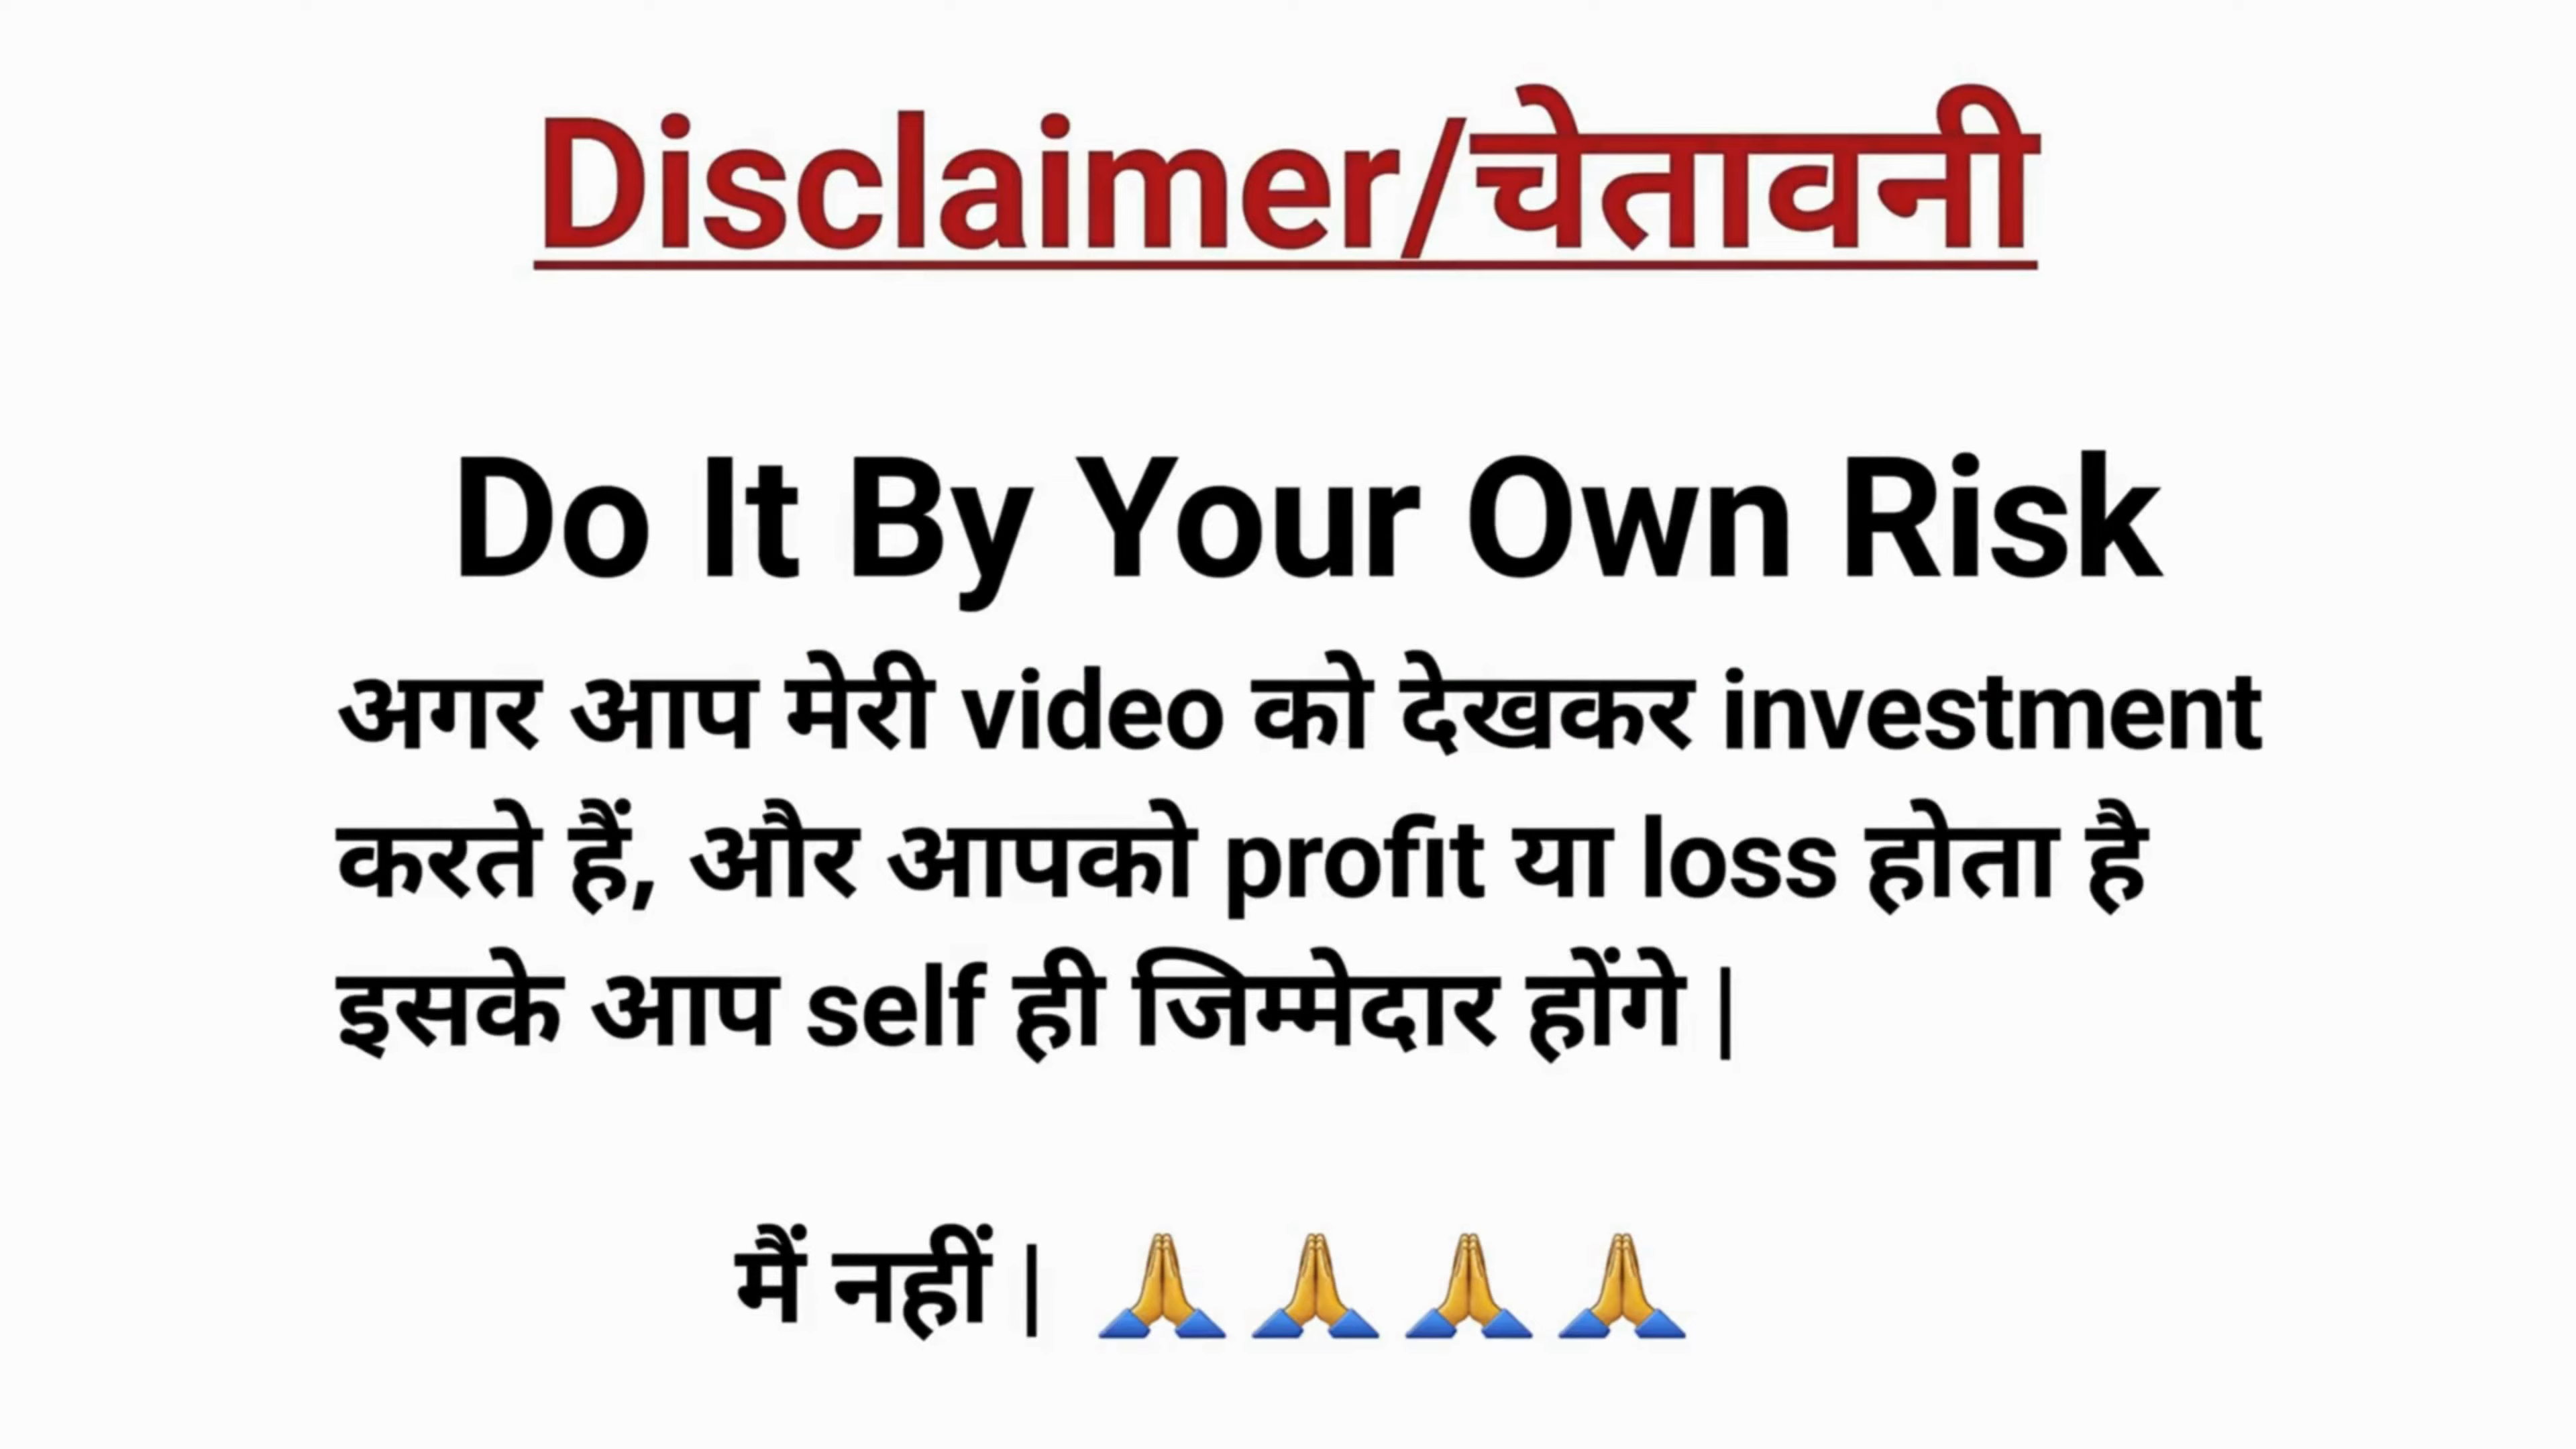 Disclaimer/चेतावनी
Do It By Your Own Risk
अगर आप मेरी video को देखकर investment
करते हैं, और आपको profit या loss होता है
इसके आप self ही जिम्मेदार होंगे |
मैं नहीं | 🙏🙏🙏🙏